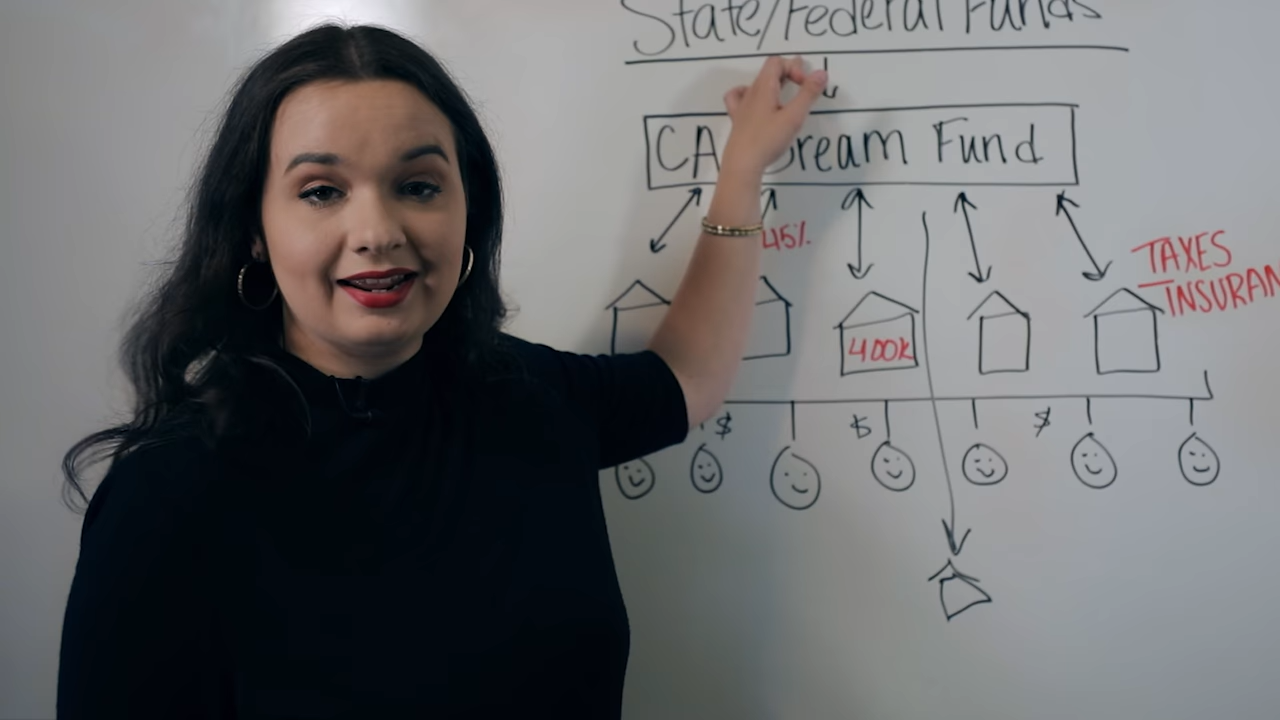 State/Federal Funds
CA Dream Fund
45%
TAXES
INSURAN
400K
$ $ $